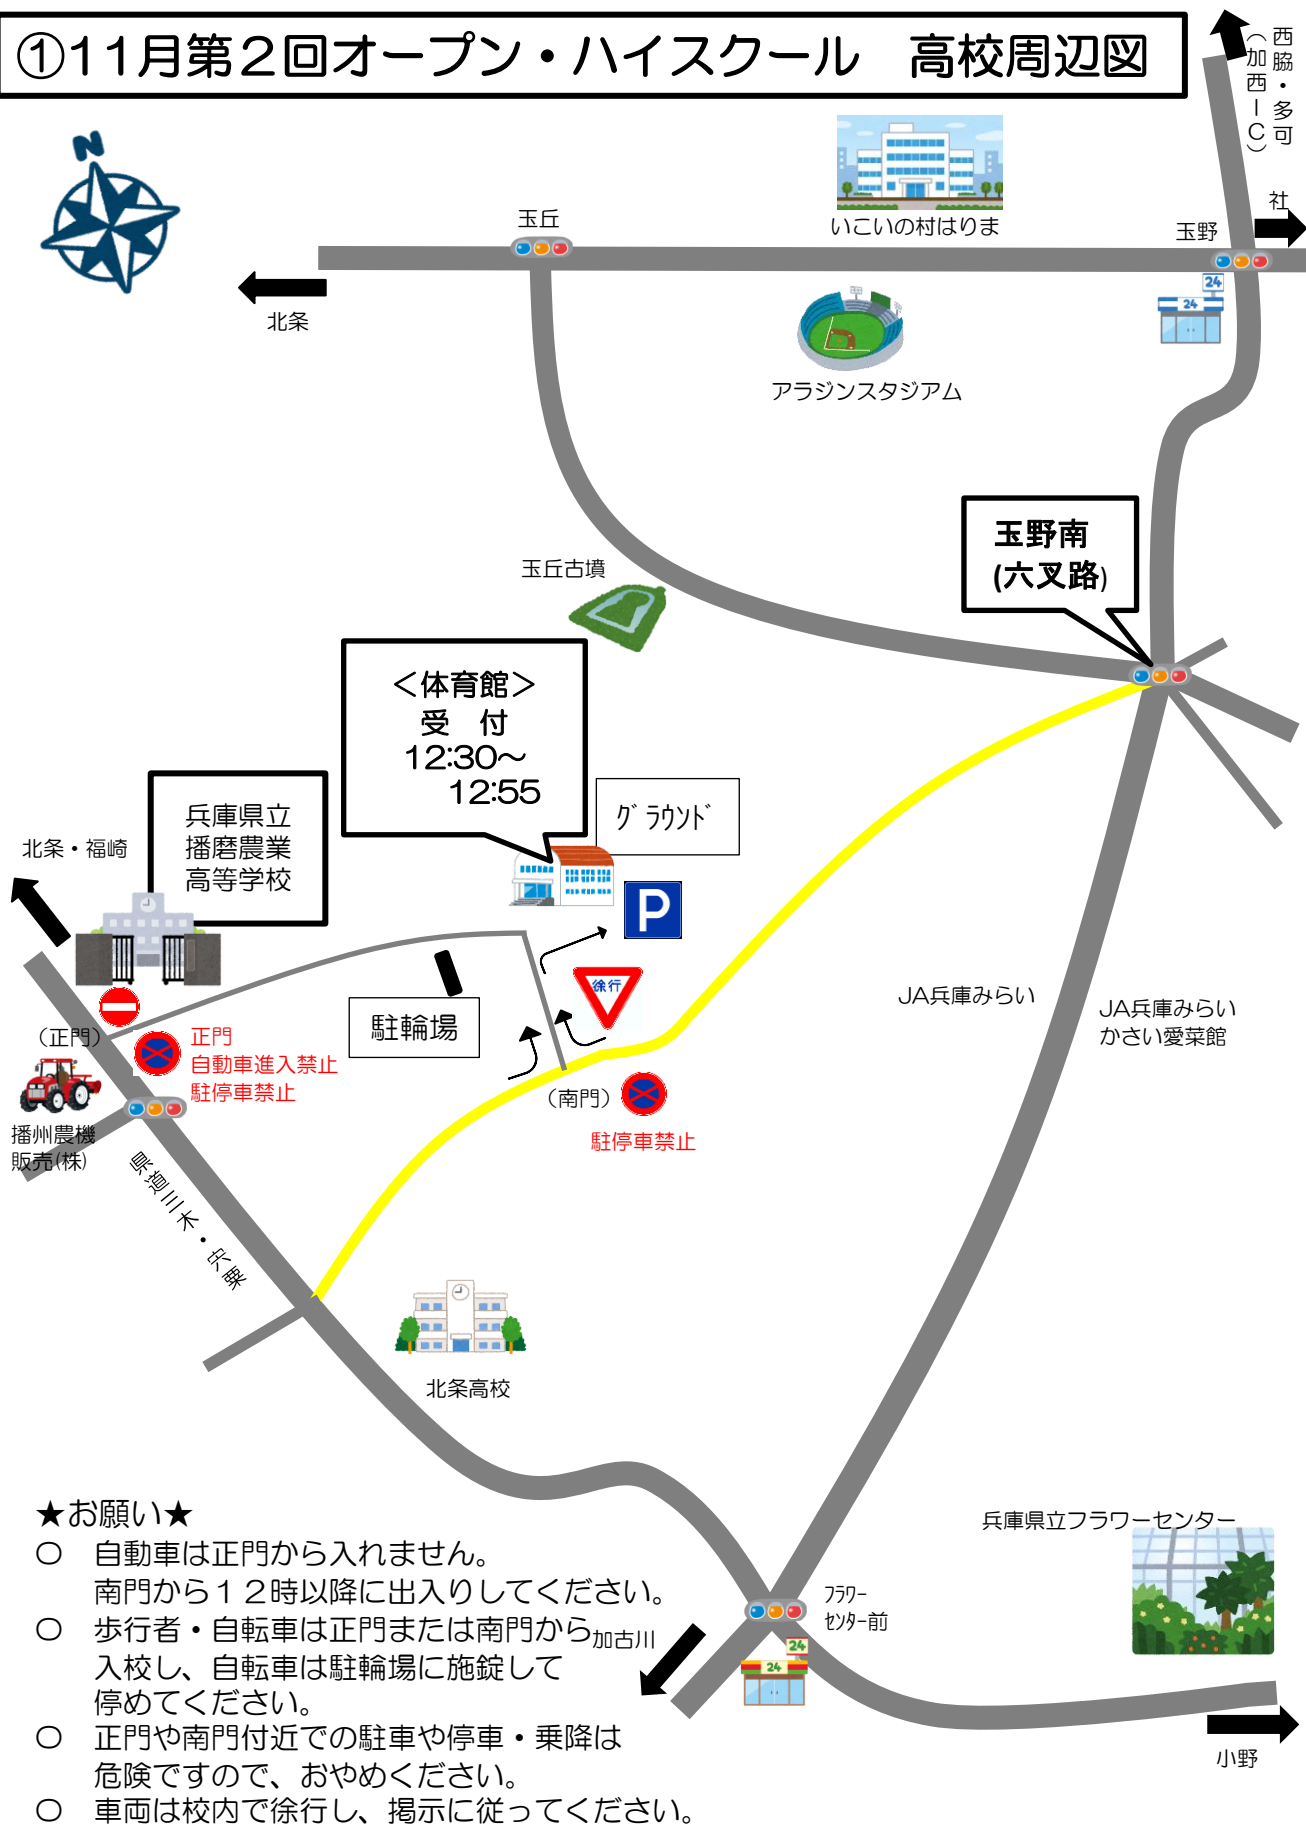 ①11月第２回オープン・ハイスクール　高校周辺図
西脇・多可
（加西ＩＣ）
N
社
玉丘
いこいの村はりま
玉野
24
24
北条
アラジンスタジアム
玉野南
(六叉路)
玉丘古墳
＜体育館＞
受　付
12:30～
12:55
ｸﾞﾗｳﾝﾄﾞ
兵庫県立
播磨農業
高等学校
北条・福崎
P
徐行
駐輪場
JA兵庫みらい
JA兵庫みらい
かさい愛菜館
（正門）
正門
自動車進入禁止
駐停車禁止
（南門）
駐停車禁止
播州農機
販売(株)
県道三木・宍粟
北条高校
兵庫県立フラワーセンター
ﾌﾗﾜｰ
ｾﾝﾀｰ前
24
24
加古川
小野
★お願い★
○　自動車は正門から入れません。
南門から１２時以降に出入りしてください。
○　歩行者・自転車は正門または南門から
入校し、自転車は駐輪場に施錠して
停めてください。
○　正門や南門付近での駐車や停車・乗降は
危険ですので、おやめください。
○　車両は校内で徐行し、掲示に従ってください。